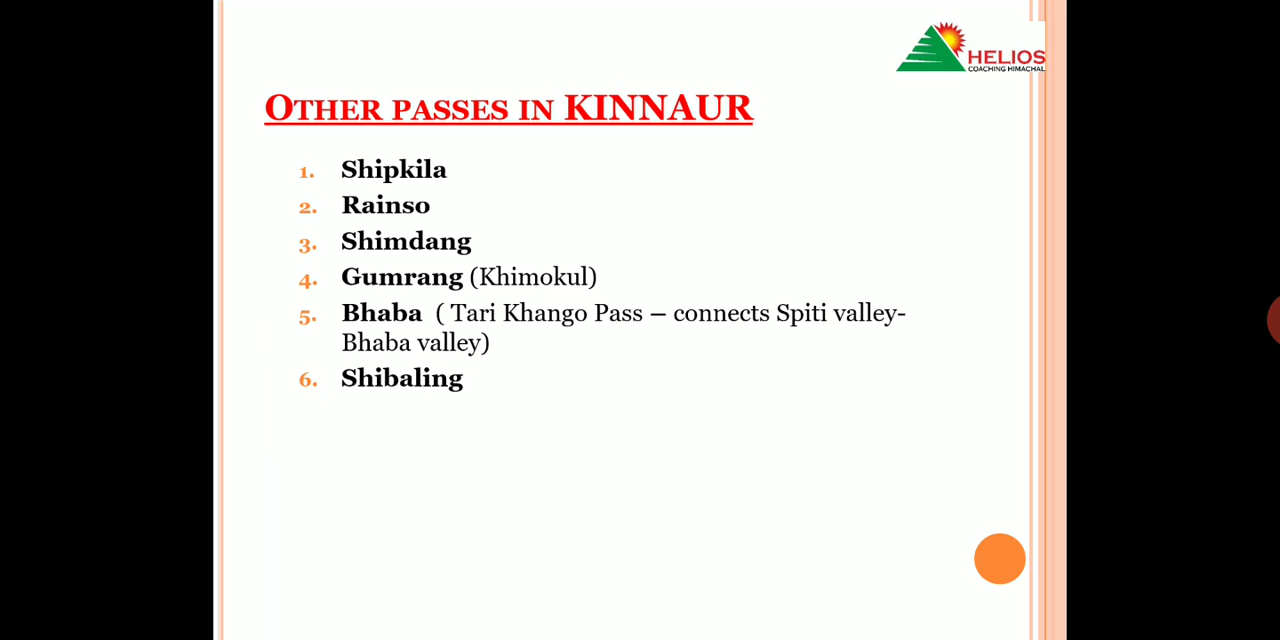 HELIOS
COACHING HIMACHAL
OTHER PASSES IN KINNAUR
1. Shipkila
2. Rainso
3. Shimdang
4. Gumrang (Khimokul)
5. Bhaba ( Tari Khango Pass – connects Spiti valley-
Bhaba valley)
6. Shibaling